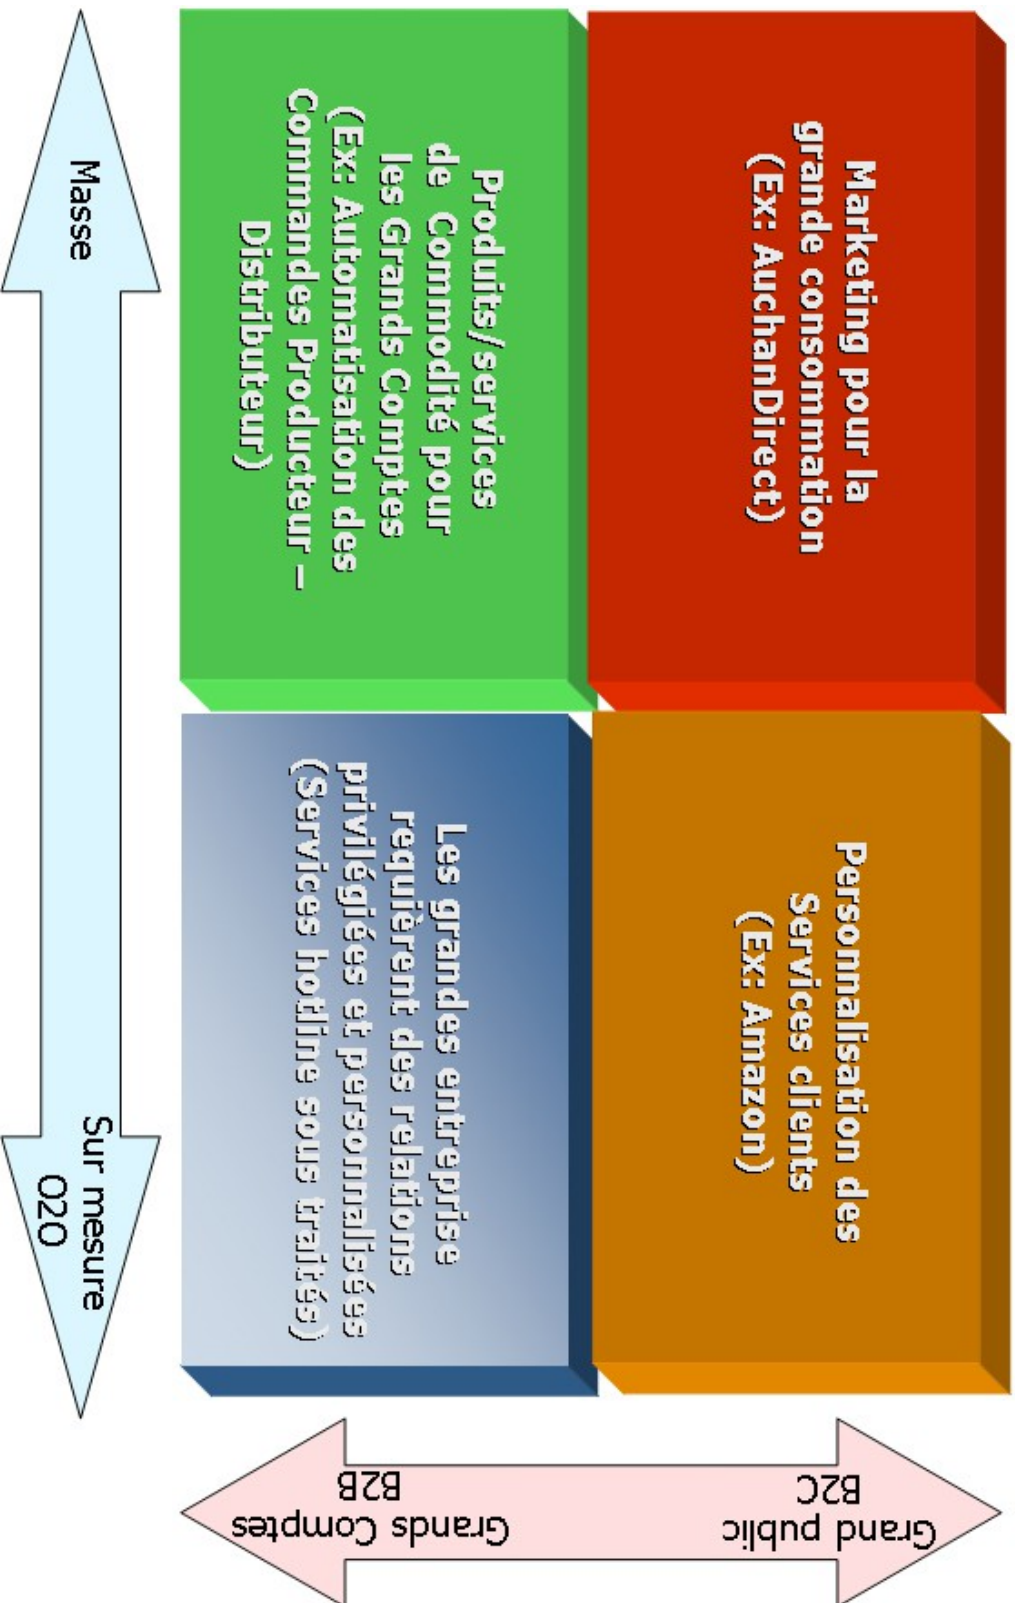 Marketing pour la
grande consommation
(Ex: AuchanDirect)
Personnalisation des
Services clients
(Ex: Amazon)
Grand public
B2C
Produits/services
de Commodité pour
les Grands Comptes
(Ex: Automatisation des
Commandes Producteur –
Distributeur)
Les grandes entreprise
requièrent des relations
privilégiées et personnalisées
(Services hotline sous traités)
Grands Comptes
B2B
Masse
Sur mesure
O2O